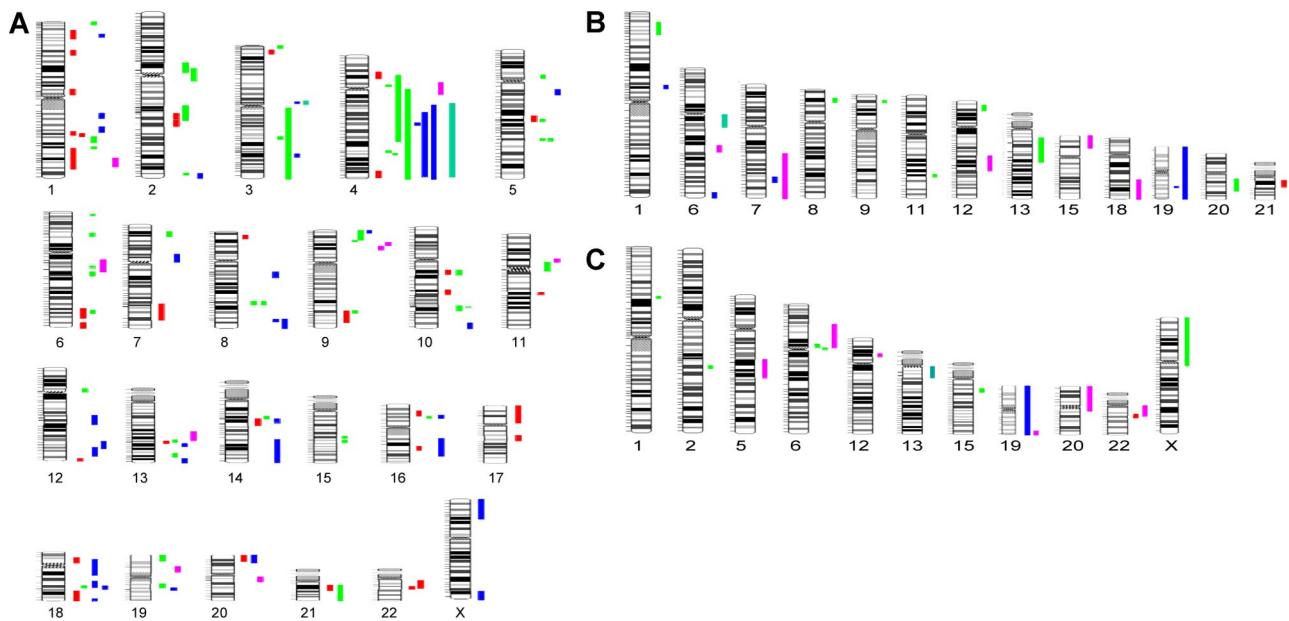 A
1 2 3 4 5
6 7 8 9 10 11
12 13 14 15 16 17
18 19 20 21 22 X
B
1 6 7 8 9 11 12 13 15 18 19 20 21
C
1 2 5 6 12 13 15 19 20 22 X